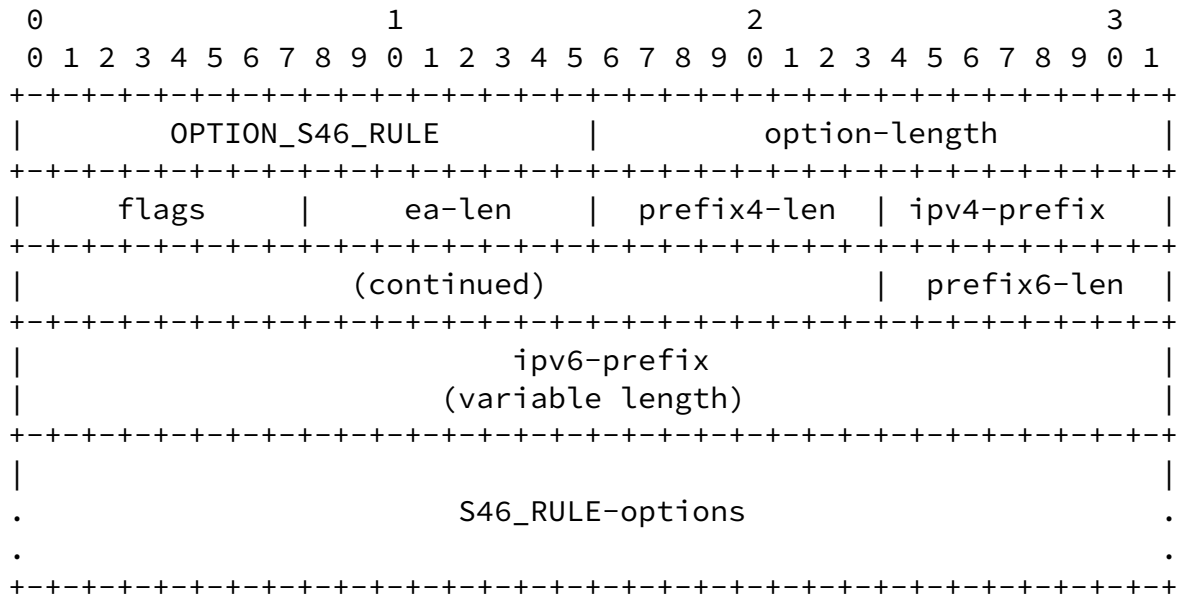 0                   1                   2                   3
 0 1 2 3 4 5 6 7 8 9 0 1 2 3 4 5 6 7 8 9 0 1 2 3 4 5 6 7 8 9 0 1
+-+-+-+-+-+-+-+-+-+-+-+-+-+-+-+-+-+-+-+-+-+-+-+-+-+-+-+-+-+-+-+-+
|        OPTION_S46_RULE        |         option-length         |
+-+-+-+-+-+-+-+-+-+-+-+-+-+-+-+-+-+-+-+-+-+-+-+-+-+-+-+-+-+-+-+-+
|     flags     |     ea-len    |  prefix4-len  | ipv4-prefix   |
+-+-+-+-+-+-+-+-+-+-+-+-+-+-+-+-+-+-+-+-+-+-+-+-+-+-+-+-+-+-+-+-+
|                  (continued)                  |  prefix6-len  |
+-+-+-+-+-+-+-+-+-+-+-+-+-+-+-+-+-+-+-+-+-+-+-+-+-+-+-+-+-+-+-+-+
|                           ipv6-prefix                         |
|                       (variable length)                       |
+-+-+-+-+-+-+-+-+-+-+-+-+-+-+-+-+-+-+-+-+-+-+-+-+-+-+-+-+-+-+-+-+
|                                                               |
.                        S46_RULE-options                       .
.                                                               .
+-+-+-+-+-+-+-+-+-+-+-+-+-+-+-+-+-+-+-+-+-+-+-+-+-+-+-+-+-+-+-+-+